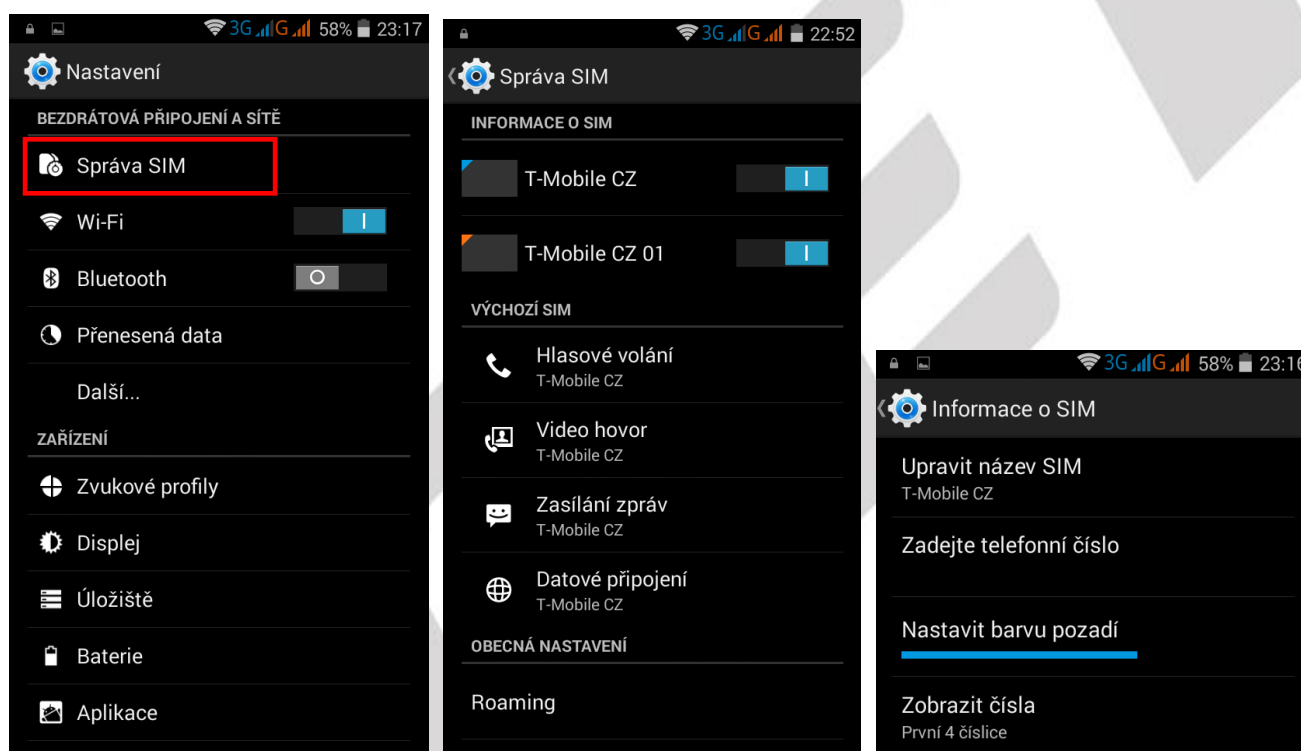 3G G 58% 23:17
Nastavení
BEZDRÁTOVÁ PŘIPOJENÍ A SÍTĚ
Správa SIM
Wi-Fi
Bluetooth
Přenesená data
Další...
ZAŘÍZENÍ
Zvukové profily
Displej
Úložiště
Baterie
Aplikace
3G G 22:52
Správa SIM
INFORMACE O SIM
T-Mobile CZ
T-Mobile CZ 01
VÝCHOZÍ SIM
Hlasové volání
T-Mobile CZ
Video hovor
T-Mobile CZ
Zasílání zpráv
T-Mobile CZ
Datové připojení
T-Mobile CZ
OBECNÁ NASTAVENÍ
Roaming
3G G 58% 23:16
Informace o SIM
Upravit název SIM
T-Mobile CZ
Zadejte telefonní číslo
Nastavit barvu pozadí
Zobrazit čísla
První 4 číslice